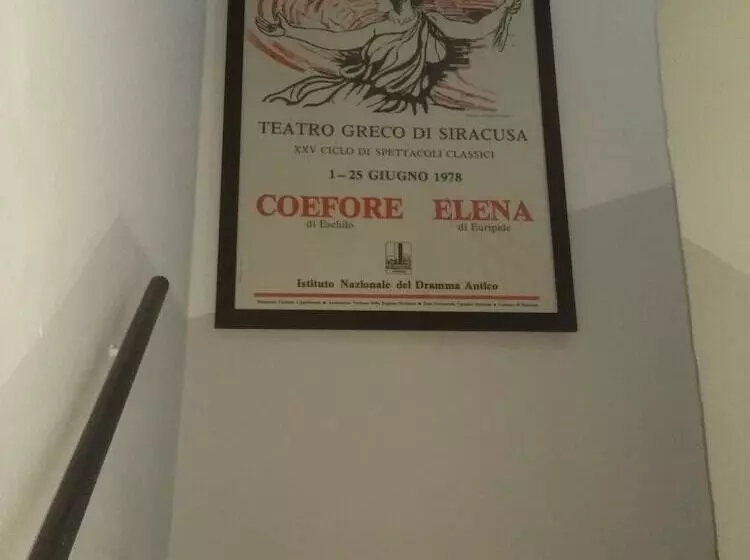 TEATRO GRECO DI SIRACUSA
XXV CICLO DI SPETTACOLI CLASSICI
1–25 GIUGNO 1978
COEFORE ELENA
di Eschilo di Euripide
Istituto Nazionale del Dramma Antico